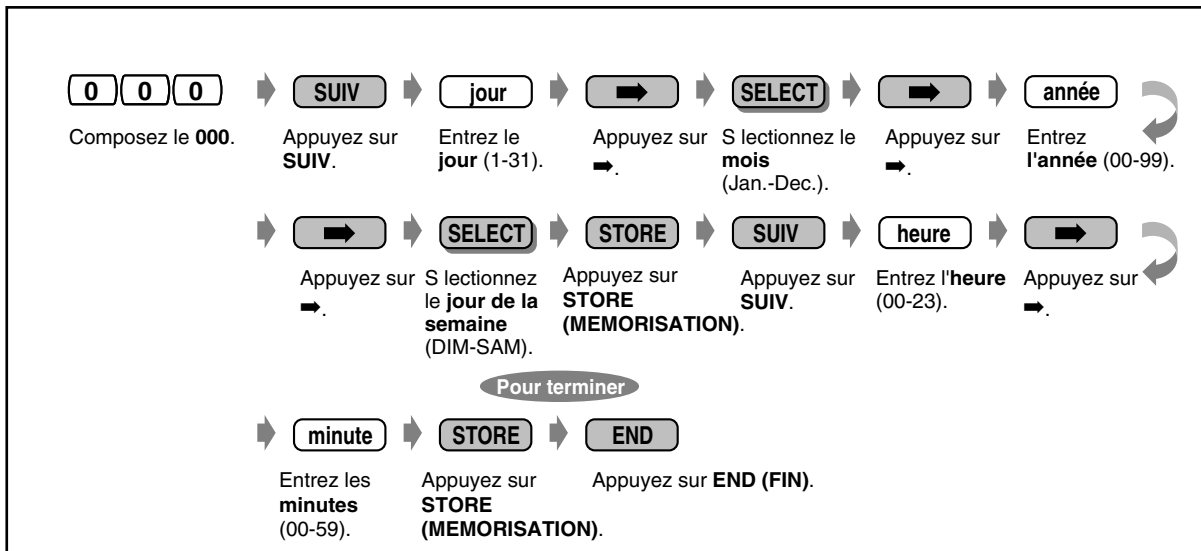 0 0 0 SUIV jour ➡ SELECT ➡ année
Composez le 000.
Appuyez sur
SUIV.
Entrez le
jour (1-31).
Appuyez sur
➡.
S lectionnez le
mois
(Jan.-Dec.).
Appuyez sur
➡.
Entrez
l'année (00-99).
➡ SELECT STORE SUIV heure ➡
Appuyez sur
➡.
S lectionnez
le jour de la
semaine
(DIM-SAM).
Appuyez sur
STORE
(MEMORISATION).
Appuyez sur
SUIV.
Entrez l'heure
(00-23).
Appuyez sur
➡.
Pour terminer
minute STORE END
Entrez les
minutes
(00-59).
Appuyez sur
STORE
(MEMORISATION).
Appuyez sur END (FIN).